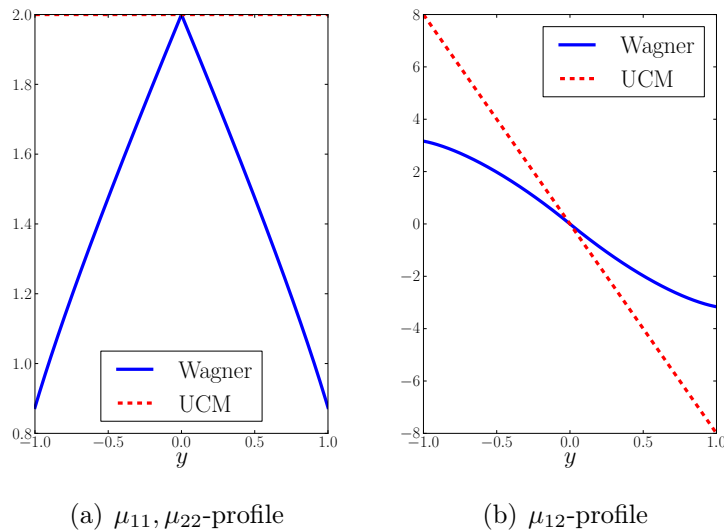 2.0
1.8
1.6
1.4
1.2
1.0
0.8
−1.0 −0.5 0.0 0.5 1.0
y
Wagner
UCM
(a) μ11, μ22-profile
8
6
4
2
0
−2
−4
−6
−8
−1.0 −0.5 0.0 0.5 1.0
y
Wagner
UCM
(b) μ12-profile